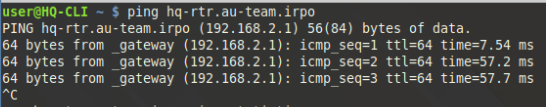 user@HQ-CLI ~ $ ping hq-rtr.au-team.irpo
PING hq-rtr.au-team.irpo (192.168.2.1) 56(84) bytes of data.
64 bytes from _gateway (192.168.2.1): icmp_seq=1 ttl=64 time=7.54 ms
64 bytes from _gateway (192.168.2.1): icmp_seq=2 ttl=64 time=57.2 ms
64 bytes from _gateway (192.168.2.1): icmp_seq=3 ttl=64 time=57.7 ms
^C